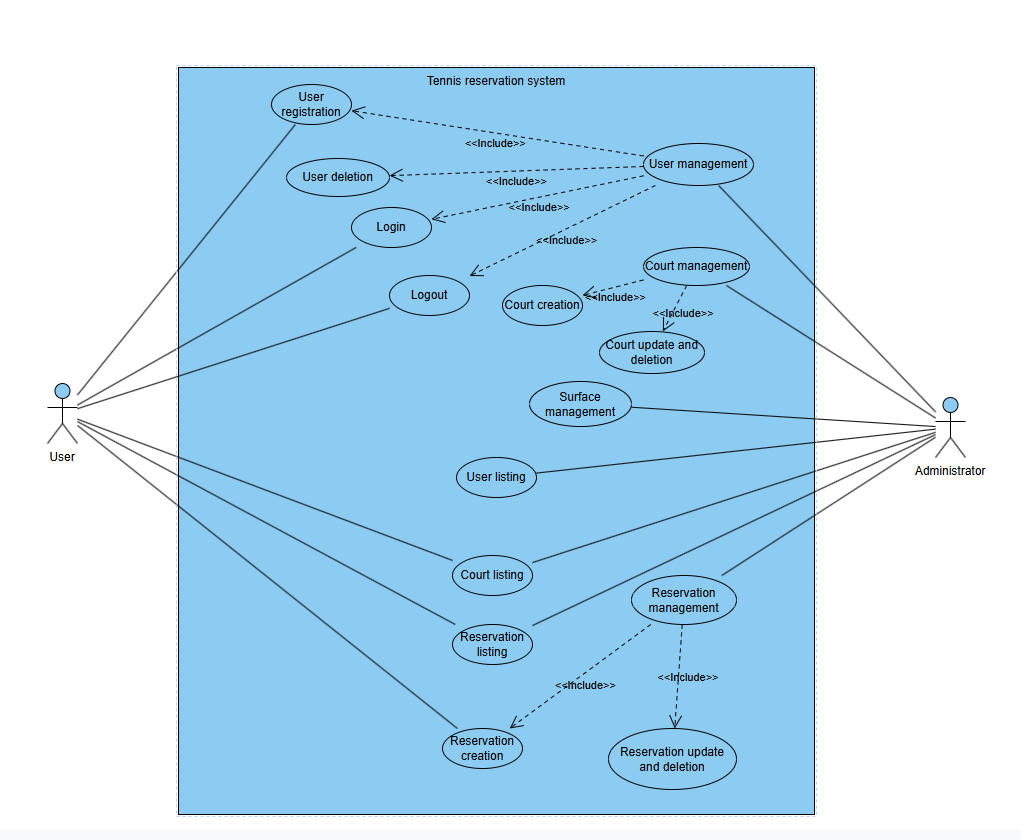 Tennis reservation system
User
registration
<<Include>>
User management
User deletion
<<Include>>
<<Include>>
Login
<<Include>>
Court management
Logout
Court creation
<<Include>>
<<Include>>
Court update and
deletion
Surface
management
User
Administrator
User listing
Court listing
Reservation
management
Reservation
listing
<<Include>>
<<Include>>
Reservation
creation
Reservation update
and deletion